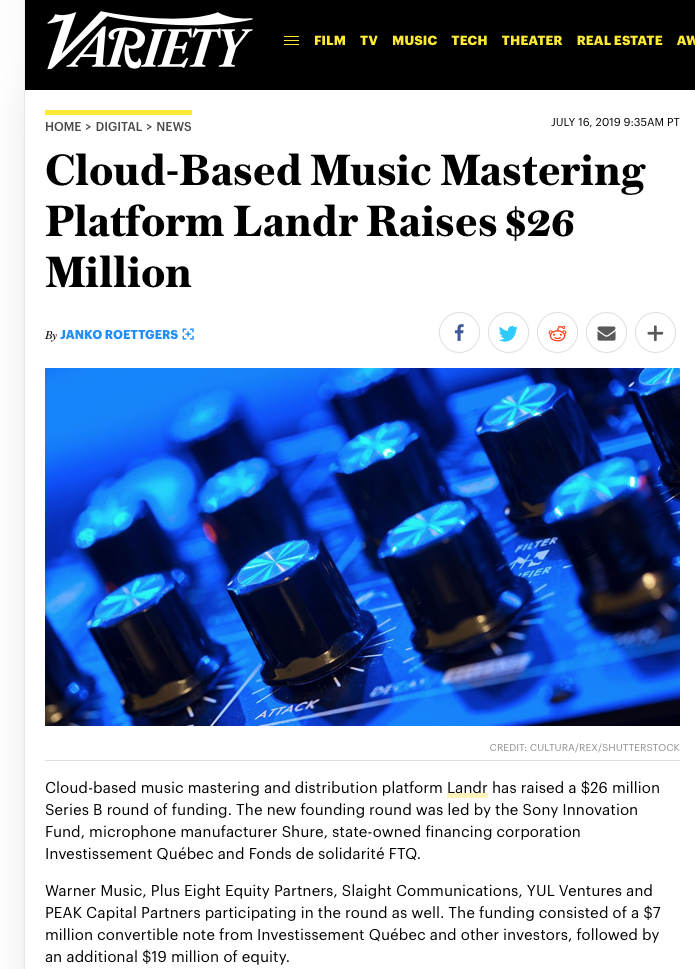 VARIETY
FILM TV MUSIC TECH THEATER REAL ESTATE AW
HOME > DIGITAL > NEWS
JULY 16, 2019 9:35AM PT
Cloud-Based Music Mastering
Platform Landr Raises $26
Million
By JANKO ROETTGERS
FILTER
ATTACK
DECAY
CREDIT: CULTURA/REX/SHUTTERSTOCK
Cloud-based music mastering and distribution platform Landr has raised a $26 million
Series B round of funding. The new founding round was led by the Sony Innovation
Fund, microphone manufacturer Shure, state-owned financing corporation
Investissement Québec and Fonds de solidarité FTQ.
Warner Music, Plus Eight Equity Partners, Slaight Communications, YUL Ventures and
PEAK Capital Partners participating in the round as well. The funding consisted of a $7
million convertible note from Investissement Québec and other investors, followed by
an additional $19 million of equity.